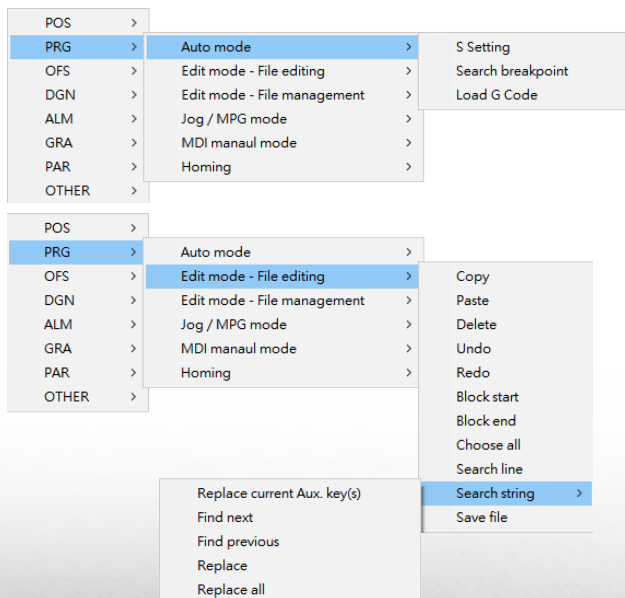 POS
PRG
OFS
DGN
ALM
GRA
PAR
OTHER
Auto mode
Edit mode - File editing
Edit mode - File management
Jog / MPG mode
MDI manaul mode
Homing
S Setting
Search breakpoint
Load G Code
POS
PRG
OFS
DGN
ALM
GRA
PAR
OTHER
Auto mode
Edit mode - File editing
Edit mode - File management
Jog / MPG mode
MDI manaul mode
Homing
Copy
Paste
Delete
Undo
Redo
Block start
Block end
Choose all
Search line
Search string
Save file
Replace current Aux. key(s)
Find next
Find previous
Replace
Replace all